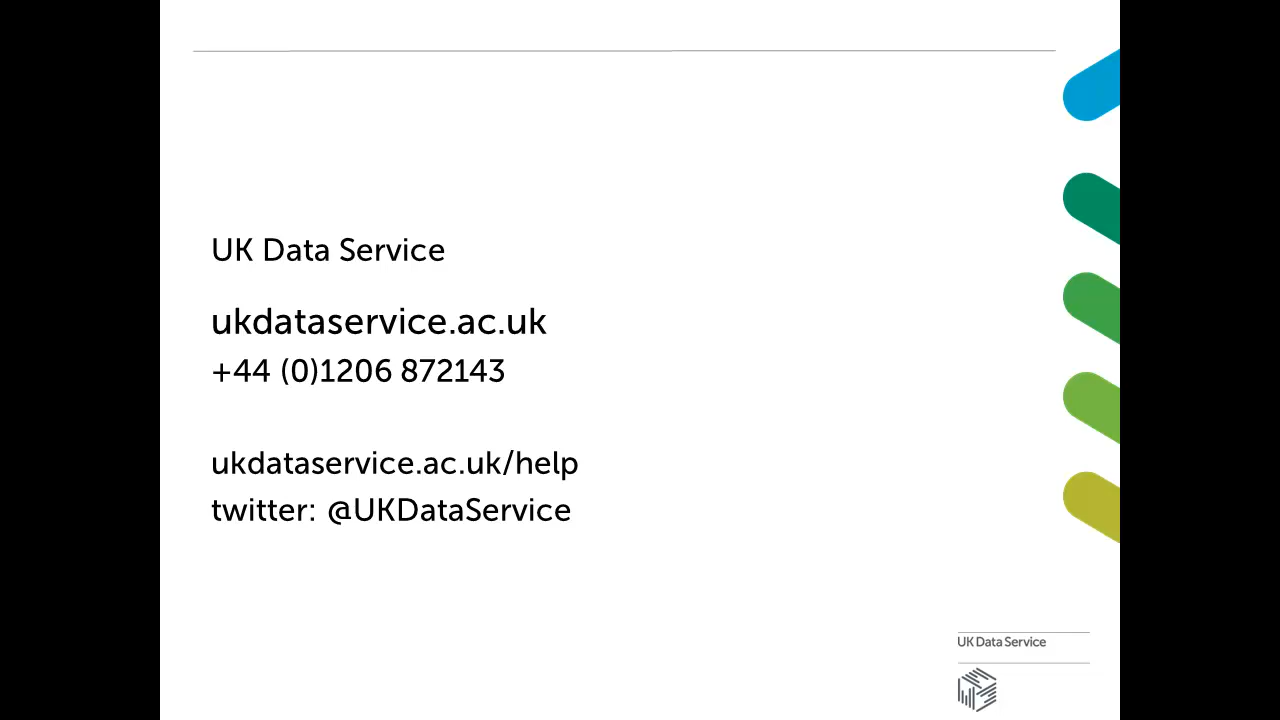 UK Data Service
ukdataservice.ac.uk
+44 (0)1206 872143
ukdataservice.ac.uk/help
twitter: @UKDataService
UK Data Service